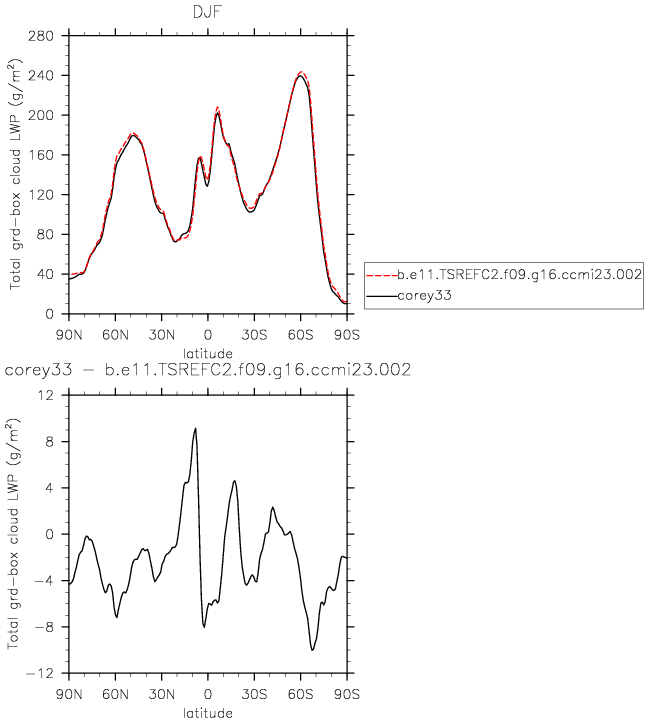 DJF
280
240
200
160
120
80
40
0
Total grd-box cloud LWP (g/m²)
90N 60N 30N 0 30S 60S 90S
latitude
b.e11.TSREFC2.f09.g16.ccmi23.002
corey33
corey33 - b.e11.TSREFC2.f09.g16.ccmi23.002
12
8
4
0
-4
-8
-12
Total grd-box cloud LWP (g/m²)
90N 60N 30N 0 30S 60S 90S
latitude